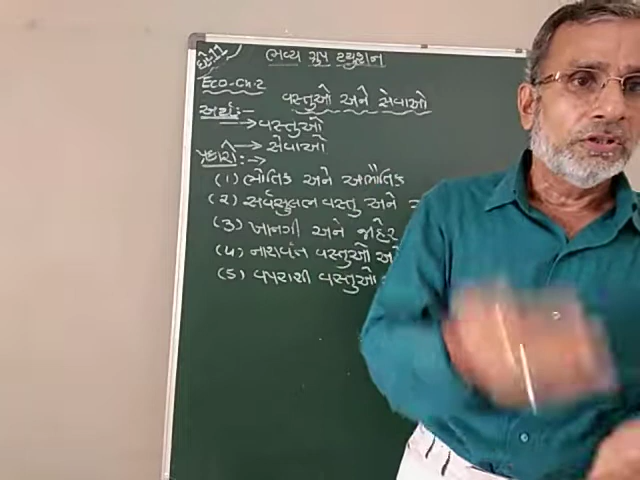 ધો-11
ભવ્ય ગ્રુપ ટયુશન
Eco-Ch.2
વસ્તુઓ અને સેવાઓ
અર્થ:-
→ વસ્તુઓ
→ સેવાઓ
પ્રકારો:- →
(૧) ભૌતિક અને અભૌતિક
(૨) સર્વસુલભ વસ્તુ અને
(૩) ખાનગી અને જાહેર
(૪) નાશવંત વસ્તુઓ
(૫) વપરાશી વસ્તુઓ